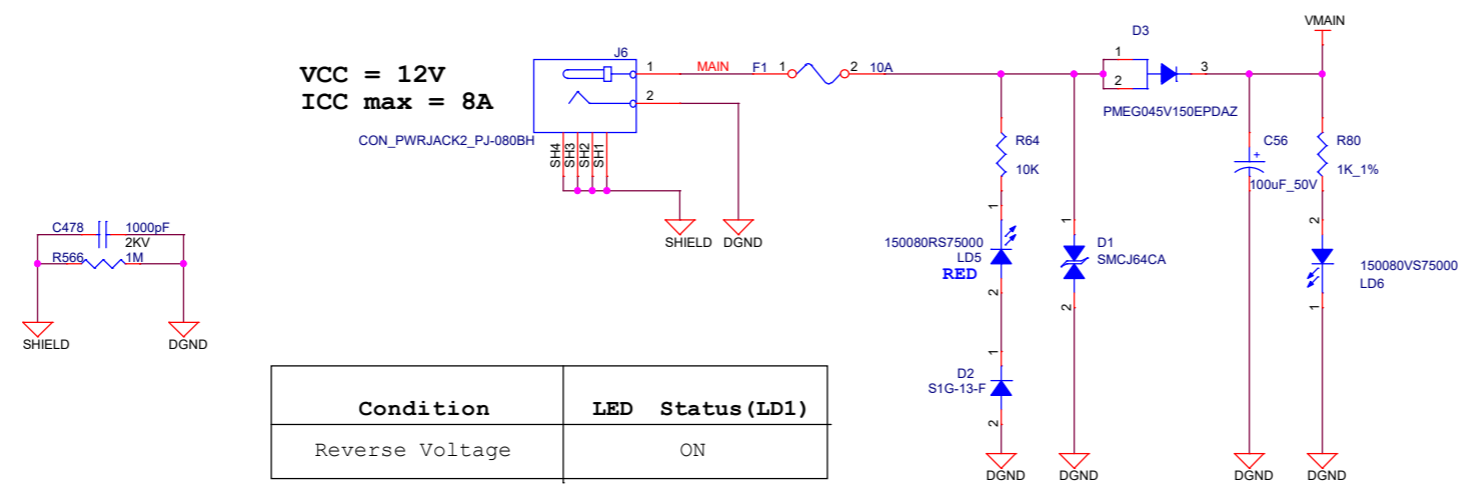 VCC = 12V
ICC max = 8A
J6
1
MAIN
F1
1
2
10A
2
CON_PWRJACK2_PJ-080BH
SH4
SH3
SH2
SH1
SHIELD
DGND
D3
1
2
3
PMEG045V150EPDAZ
VMAIN
R64
10K
C56
+
100uF_50V
R80
1K_1%
1
150080RS75000
LD5
RED
2
1
D1
SMCJ64CA
2
2
150080VS75000
LD6
1
1
D2
S1G-13-F
2
DGND
DGND
DGND
DGND
C478
1000pF
2KV
R566
1M
SHIELD
DGND
Condition
LED Status(LD1)
Reverse Voltage
ON